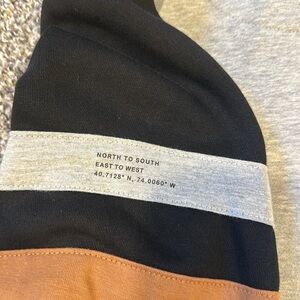 NORTH TO SOUTH
EAST TO WEST
40.7128° N, 74.0060° W